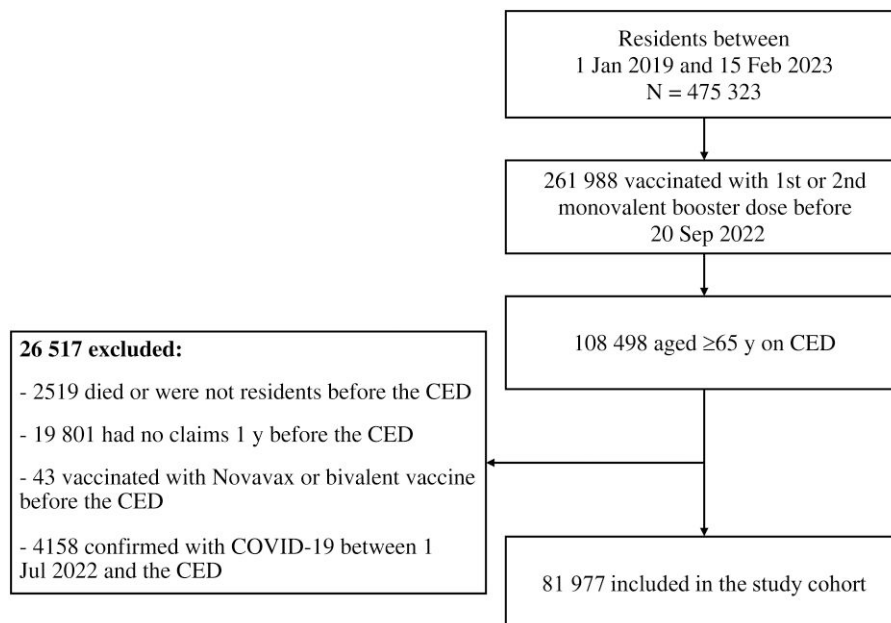 Residents between
1 Jan 2019 and 15 Feb 2023
N = 475 323
261 988 vaccinated with 1st or 2nd
monovalent booster dose before
20 Sep 2022
108 498 aged ≥65 y on CED
26 517 excluded:
- 2519 died or were not residents before the CED
- 19 801 had no claims 1 y before the CED
- 43 vaccinated with Novavax or bivalent vaccine
before the CED
- 4158 confirmed with COVID-19 between 1
Jul 2022 and the CED
81 977 included in the study cohort